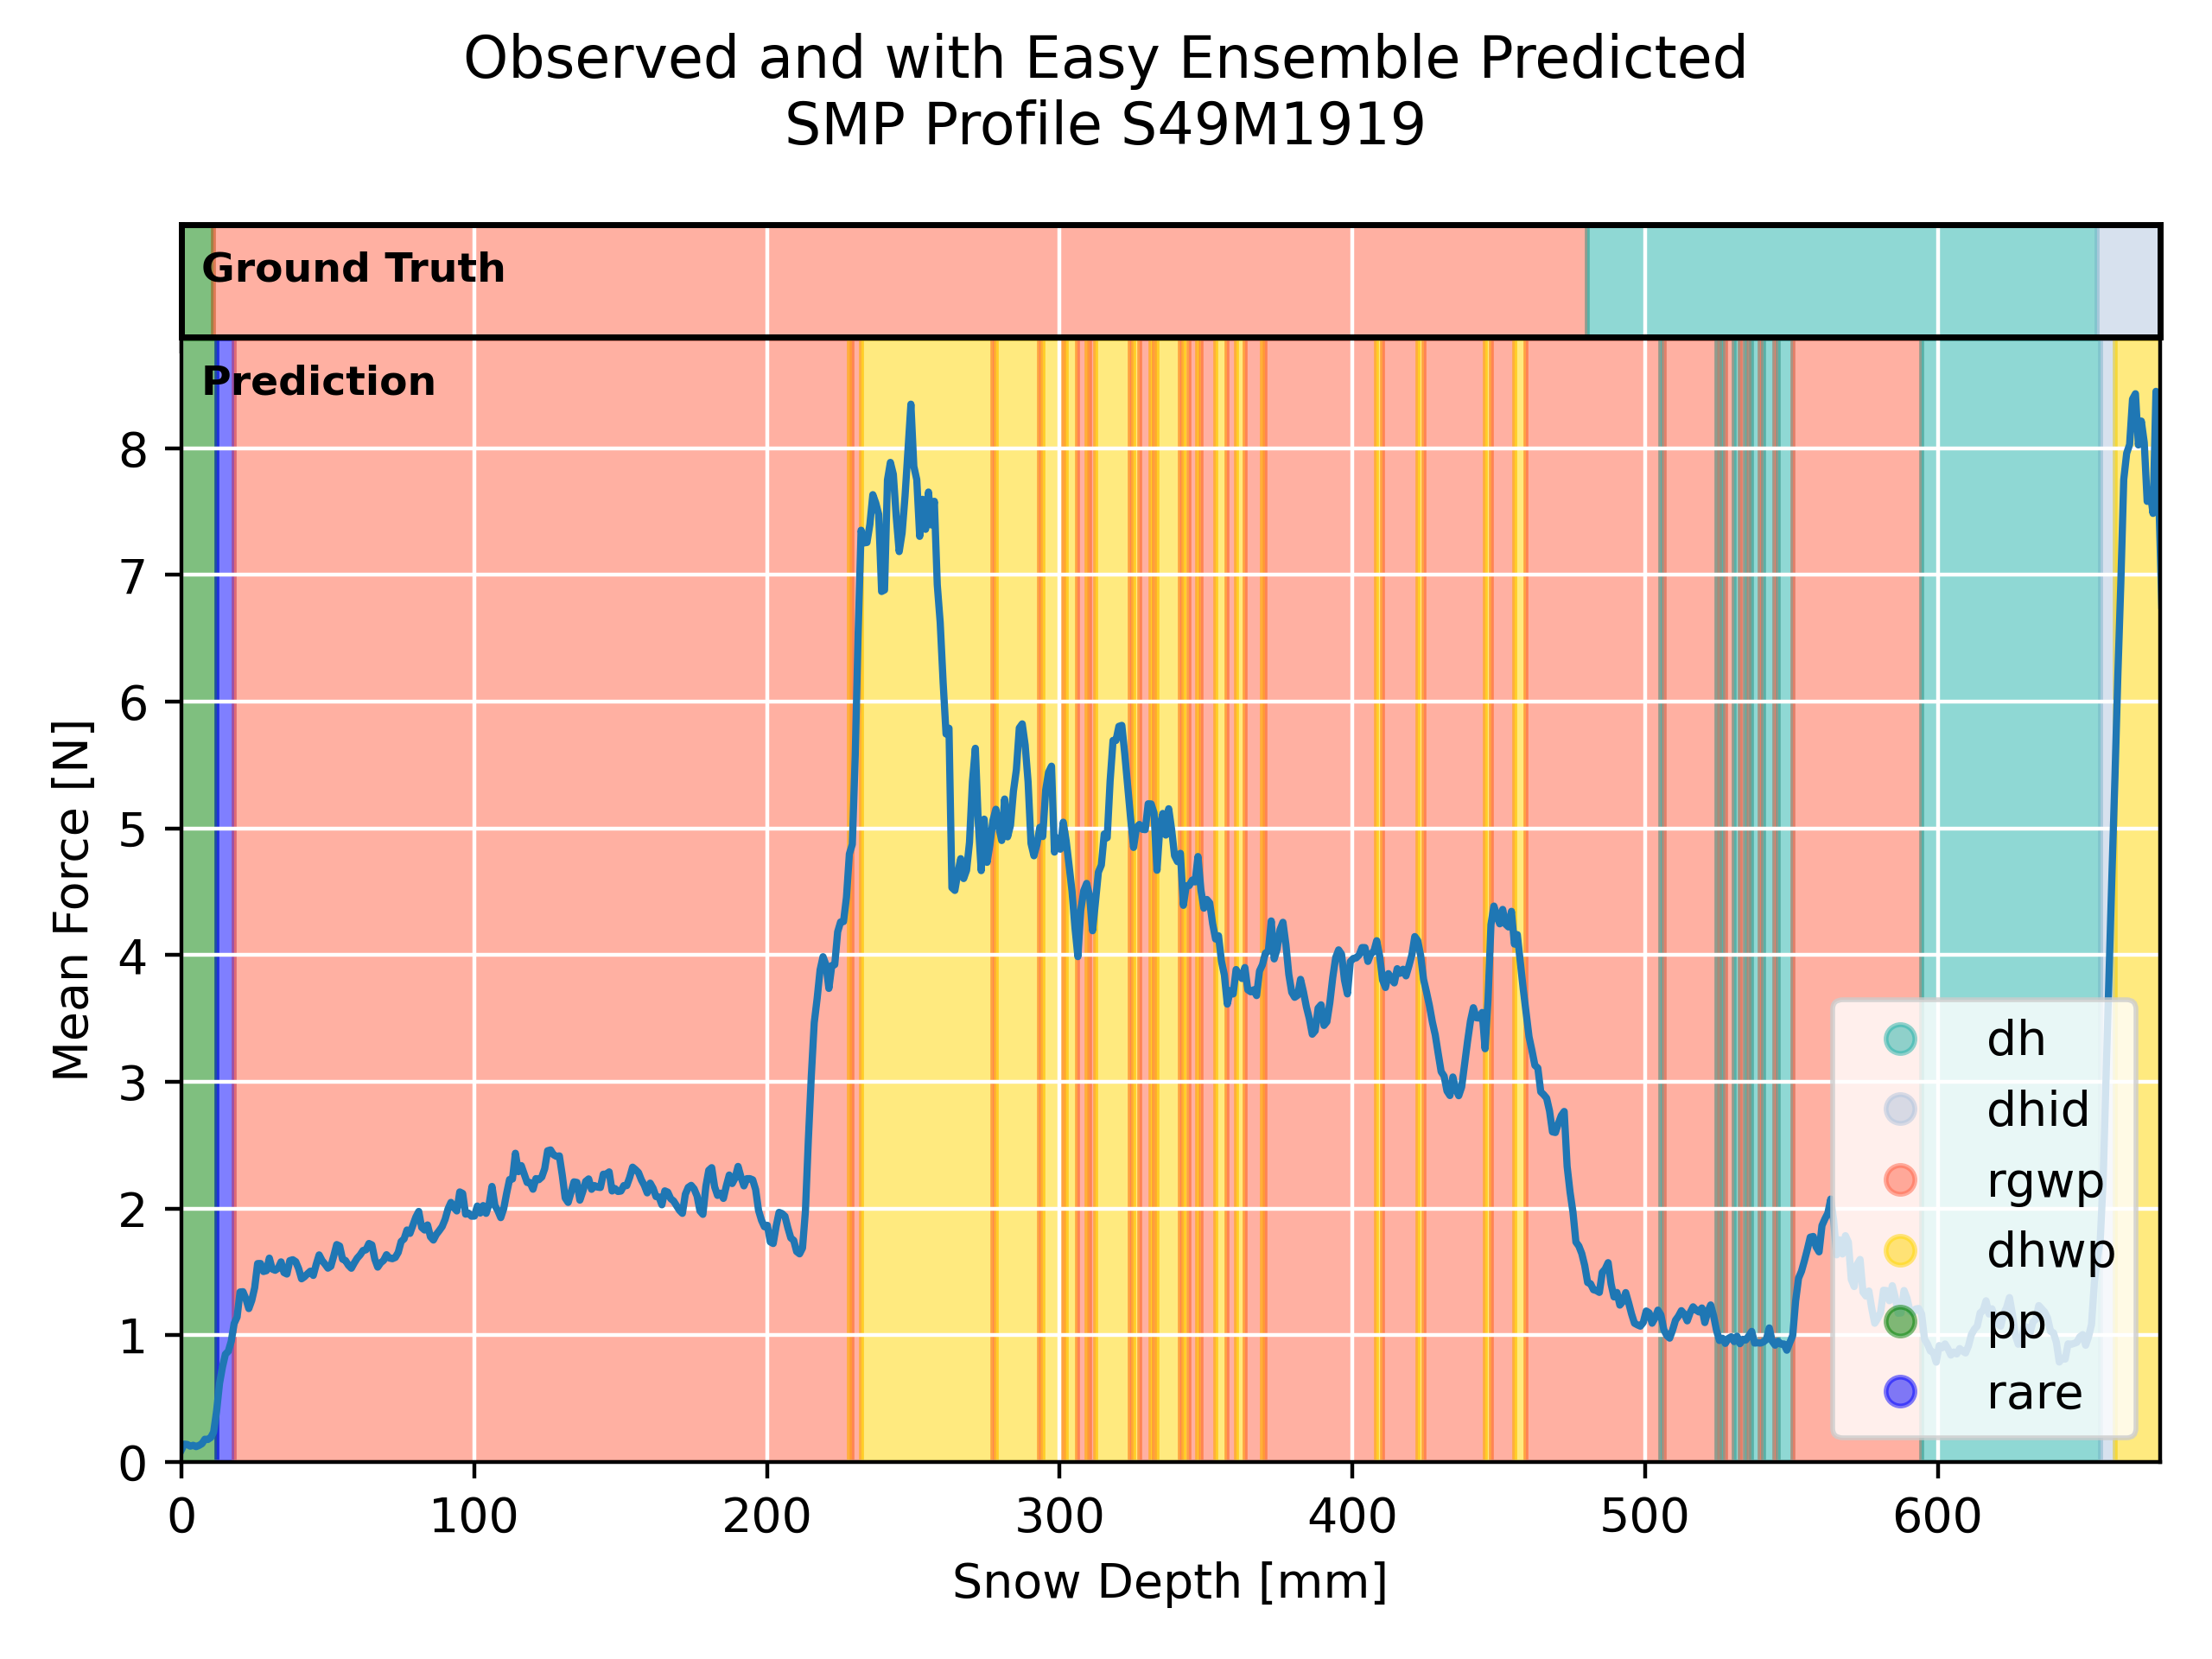 Observed and with Easy Ensemble Predicted
SMP Profile S49M1919
Ground Truth
Prediction
8
7
6
5
4
3
2
1
0
Mean Force [N]
dh
dhid
rgwp
dhwp
pp
rare
0 100 200 300 400 500 600
Snow Depth [mm]